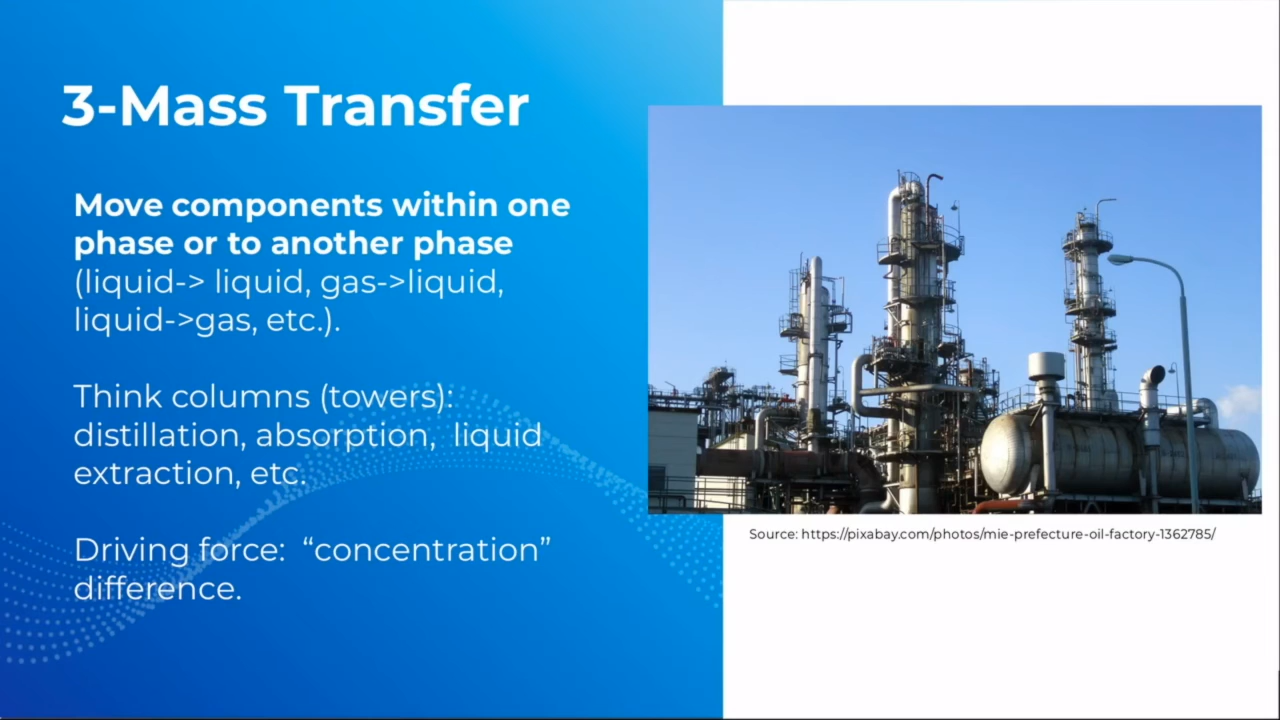 3-Mass Transfer
Move components within one
phase or to another phase
(liquid-> liquid, gas->liquid,
liquid->gas, etc.).
Think columns (towers):
distillation, absorption,  liquid
extraction, etc.
Driving force:  “concentration”
difference.
Source: https://pixabay.com/photos/mie-prefecture-oil-factory-1362785/